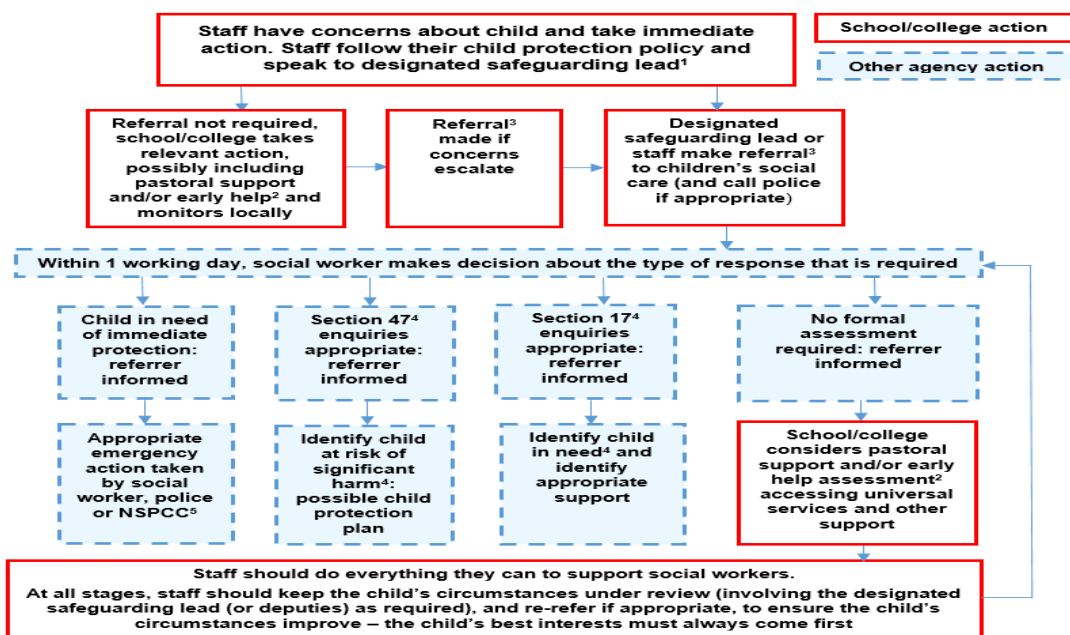 Staff have concerns about child and take immediate
action. Staff follow their child protection policy and
speak to designated safeguarding lead¹
School/college action
Other agency action
Referral not required,
school/college takes
relevant action,
possibly including
pastoral support
and/or early help² and
monitors locally
Referral³
made if
concerns
escalate
Designated
safeguarding lead or
staff make referral³
to children's social
care (and call police
if appropriate)
Within 1 working day, social worker makes decision about the type of response that is required
Child in need
of immediate
protection:
referrer
informed
Section 47⁴
enquiries
appropriate:
referrer
informed
Section 17⁴
enquiries
appropriate:
referrer
informed
No formal
assessment
required: referrer
informed
Appropriate
emergency
action taken
by social
worker, police
or NSPCC⁵
Identify child
at risk of
significant
harm⁴:
possible child
protection
plan
Identify child
in need⁴ and
identify
appropriate
support
School/college
considers pastoral
support and/or early
help assessment²
accessing universal
services and other
support
Staff should do everything they can to support social workers.
At all stages, staff should keep the child's circumstances under review (involving the designated
safeguarding lead (or deputies) as required), and re-refer if appropriate, to ensure the child's
circumstances improve – the child's best interests must always come first